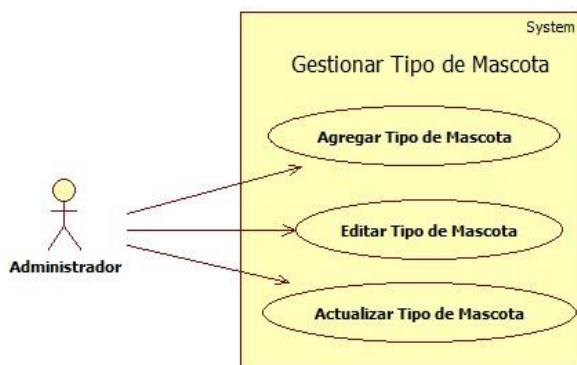 System
Gestionar Tipo de Mascota
Agregar Tipo de Mascota
Editar Tipo de Mascota
Administrador
Actualizar Tipo de Mascota